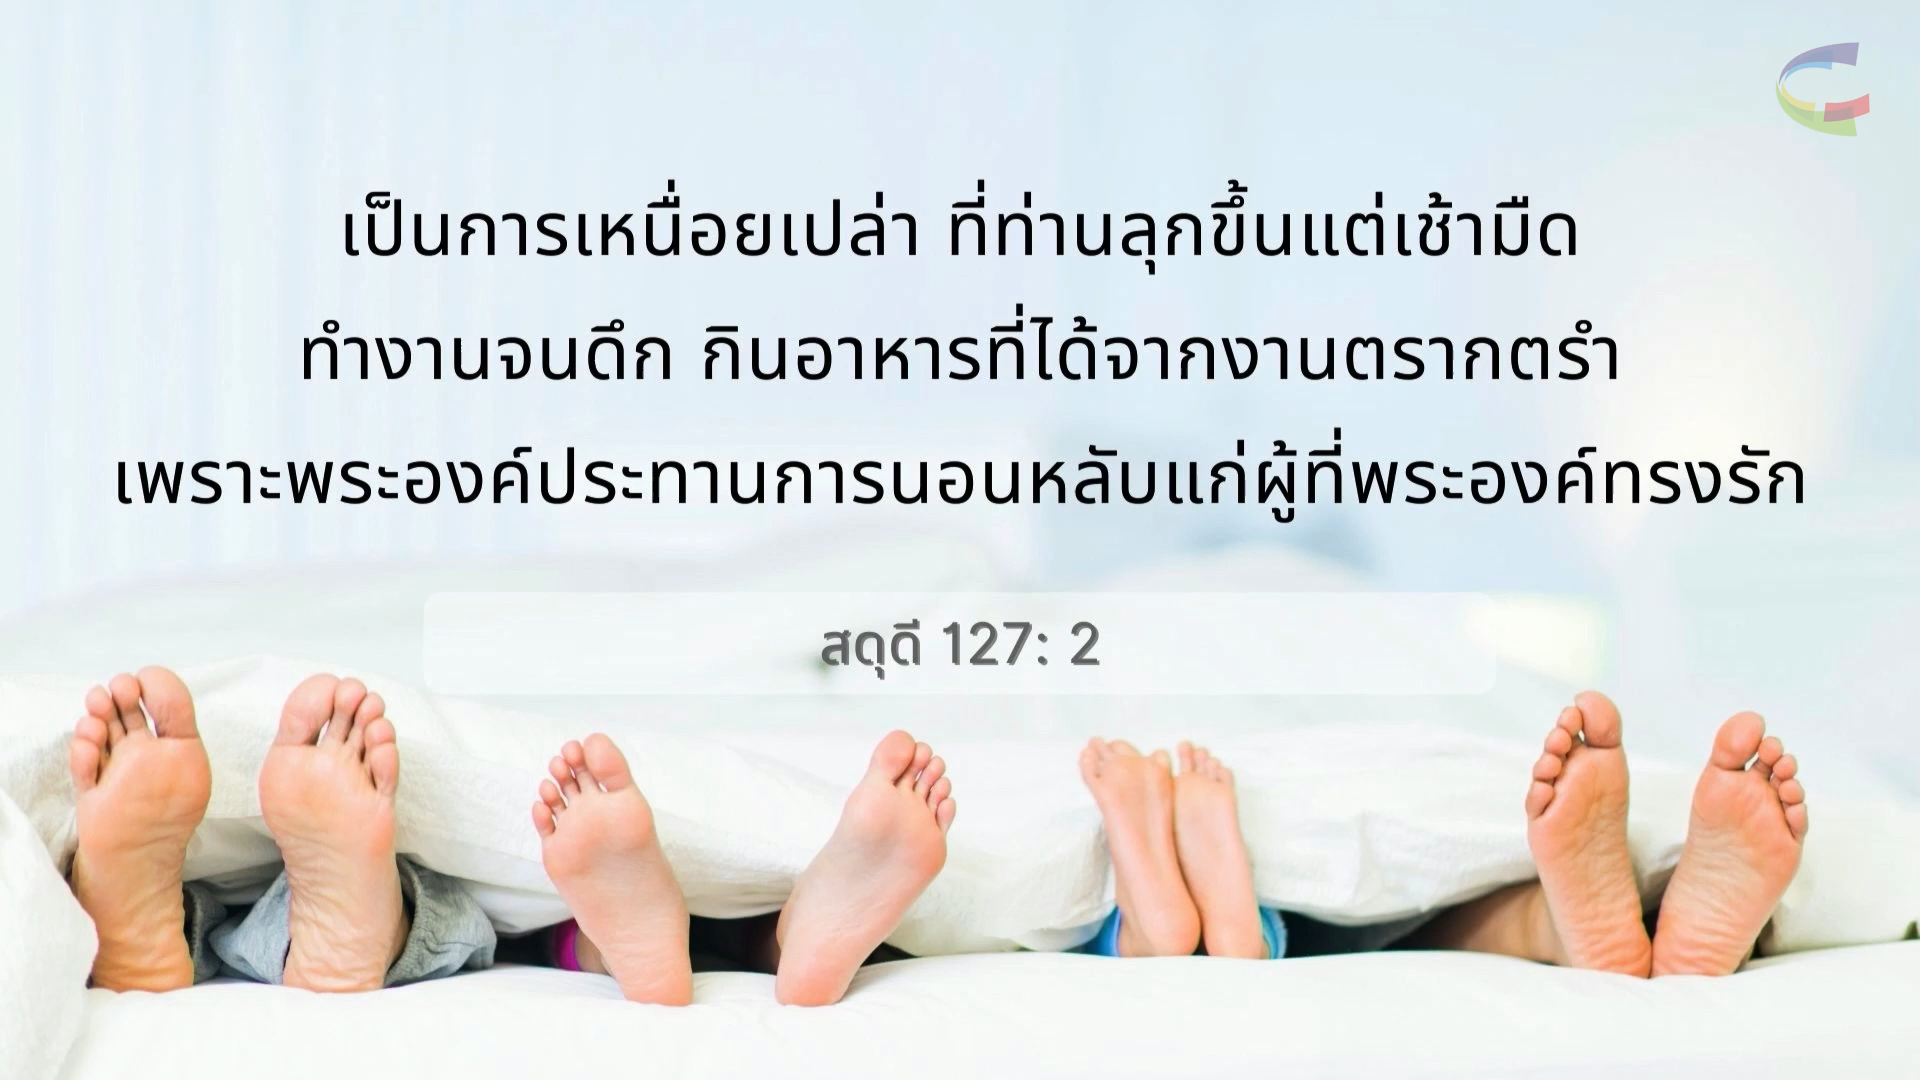 เป็นการเหนื่อยเปล่า ที่ท่านลุกขึ้นแต่เช้ามืด
ทำงานจนดึก กินอาหารที่ได้จากงานตรากตรำ
เพราะพระองค์ประทานการนอนหลับแก่ผู้ที่พระองค์ทรงรัก
สดุดี 127: 2